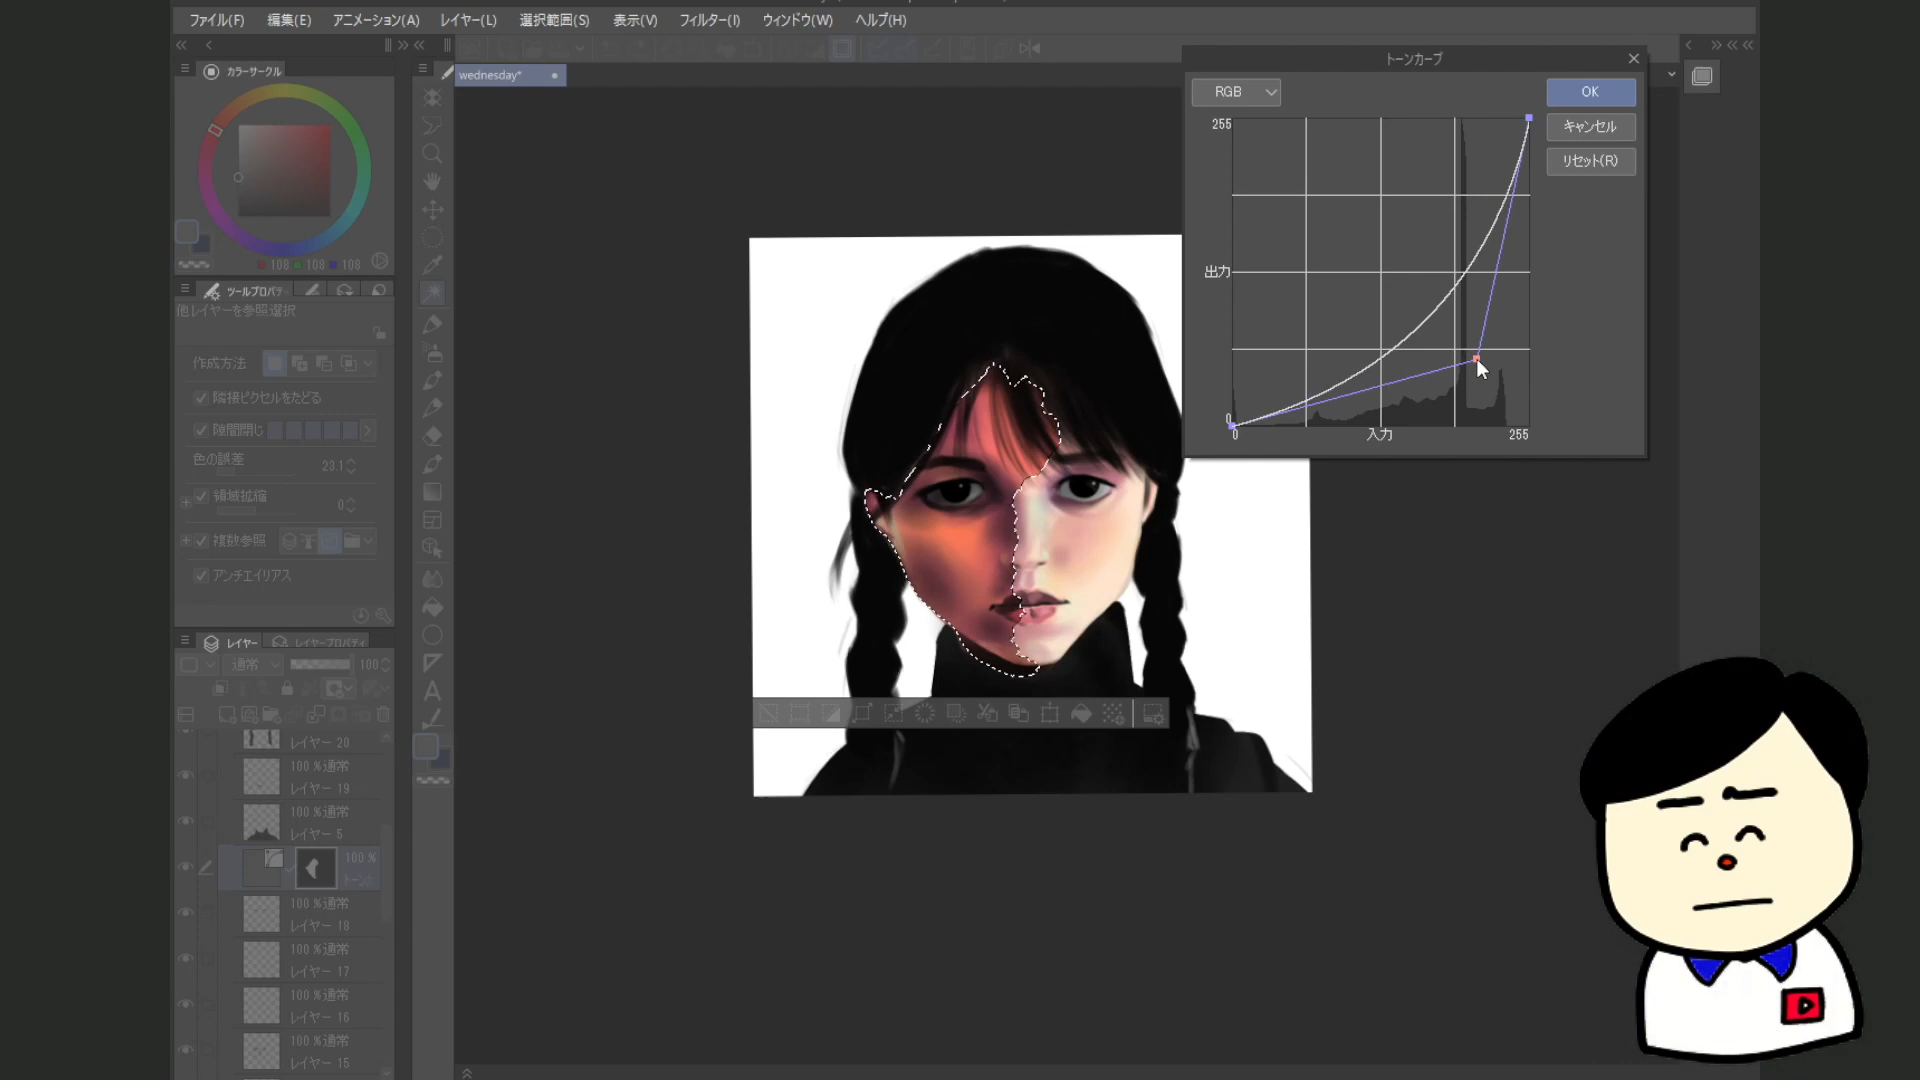 ファイル(F) 編集(E) アニメーション(A) レイヤー(L) 選択範囲(S) 表示(V) フィルター(I) ウィンドウ(W) ヘルプ(H)
カラーサークル
wednesday*
トーンカーブ
RGB
OK
キャンセル
リセット(R)
255
出力
0
0
入力
255
108 108 108
ツールプロパティ
他レイヤーを参照選択
作成方法
隣接ピクセルをたどる
隙間閉じ
色の誤差 23.1
領域拡縮 0
複数参照
アンチエイリアス
レイヤー レイヤープロパティ
通常 100
レイヤー 20
100 %通常
レイヤー 19
100 %通常
レイヤー 5
100 %
100 %通常
レイヤー 18
100 %通常
レイヤー 17
100 %通常
レイヤー 16
100 %通常
レイヤー 15